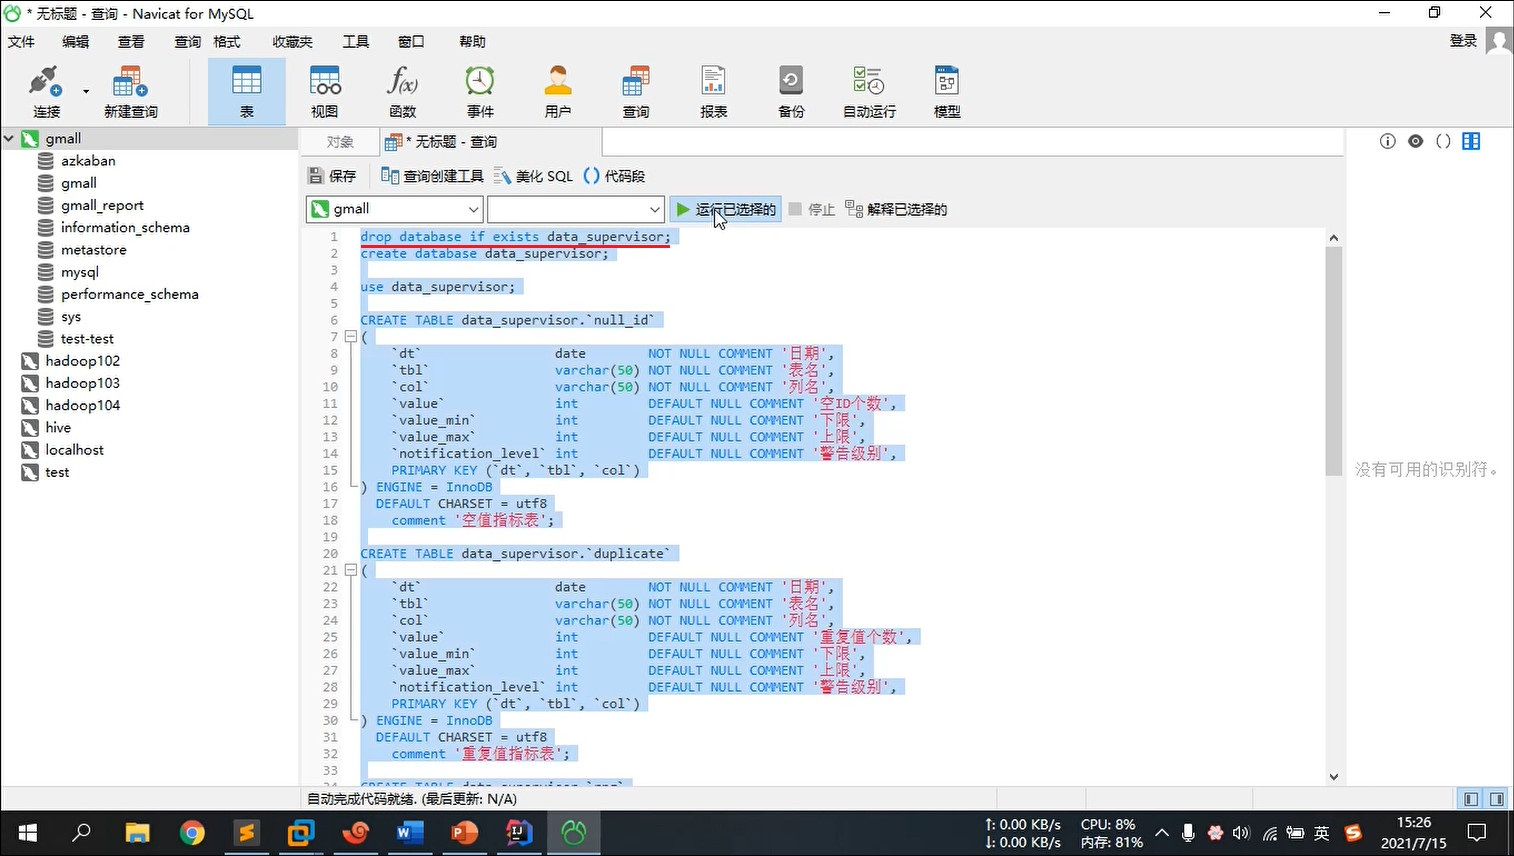 * 无标题 - 查询 - Navicat for MySQL
文件 编辑 查看 查询 格式 收藏夹 工具 窗口 帮助 登录
连接 新建查询 表 视图 函数 事件 用户 查询 报表 备份 自动运行 模型
gmall
azkaban
gmall
gmall_report
information_schema
metastore
mysql
performance_schema
sys
test-test
hadoop102
hadoop103
hadoop104
hive
localhost
test
对象 * 无标题 - 查询
保存 查询创建工具 美化 SQL () 代码段
gmall 运行已选择的 停止 解释已选择的
1 drop database if exists data_supervisor;
2 create database data_supervisor;
3
4 use data_supervisor;
5
6 CREATE TABLE data_supervisor.`null_id`
7 (
8 `dt` date NOT NULL COMMENT '日期',
9 `tbl` varchar(50) NOT NULL COMMENT '表名',
10 `col` varchar(50) NOT NULL COMMENT '列名',
11 `value` int DEFAULT NULL COMMENT '空ID个数',
12 `value_min` int DEFAULT NULL COMMENT '下限',
13 `value_max` int DEFAULT NULL COMMENT '上限',
14 `notification_level` int DEFAULT NULL COMMENT '警告级别',
15 PRIMARY KEY (`dt`, `tbl`, `col`)
16 ) ENGINE = InnoDB
17 DEFAULT CHARSET = utf8
18 comment '空值指标表';
19
20 CREATE TABLE data_supervisor.`duplicate`
21 (
22 `dt` date NOT NULL COMMENT '日期',
23 `tbl` varchar(50) NOT NULL COMMENT '表名',
24 `col` varchar(50) NOT NULL COMMENT '列名',
25 `value` int DEFAULT NULL COMMENT '重复值个数',
26 `value_min` int DEFAULT NULL COMMENT '下限',
27 `value_max` int DEFAULT NULL COMMENT '上限',
28 `notification_level` int DEFAULT NULL COMMENT '警告级别',
29 PRIMARY KEY (`dt`, `tbl`, `col`)
30 ) ENGINE = InnoDB
31 DEFAULT CHARSET = utf8
32 comment '重复值指标表';
33
没有可用的识别符。
自动完成代码就绪. (最后更新: N/A)
↑: 0.00 KB/s CPU: 8% 英 15:26
↓: 0.00 KB/s 内存: 81% 2021/7/15